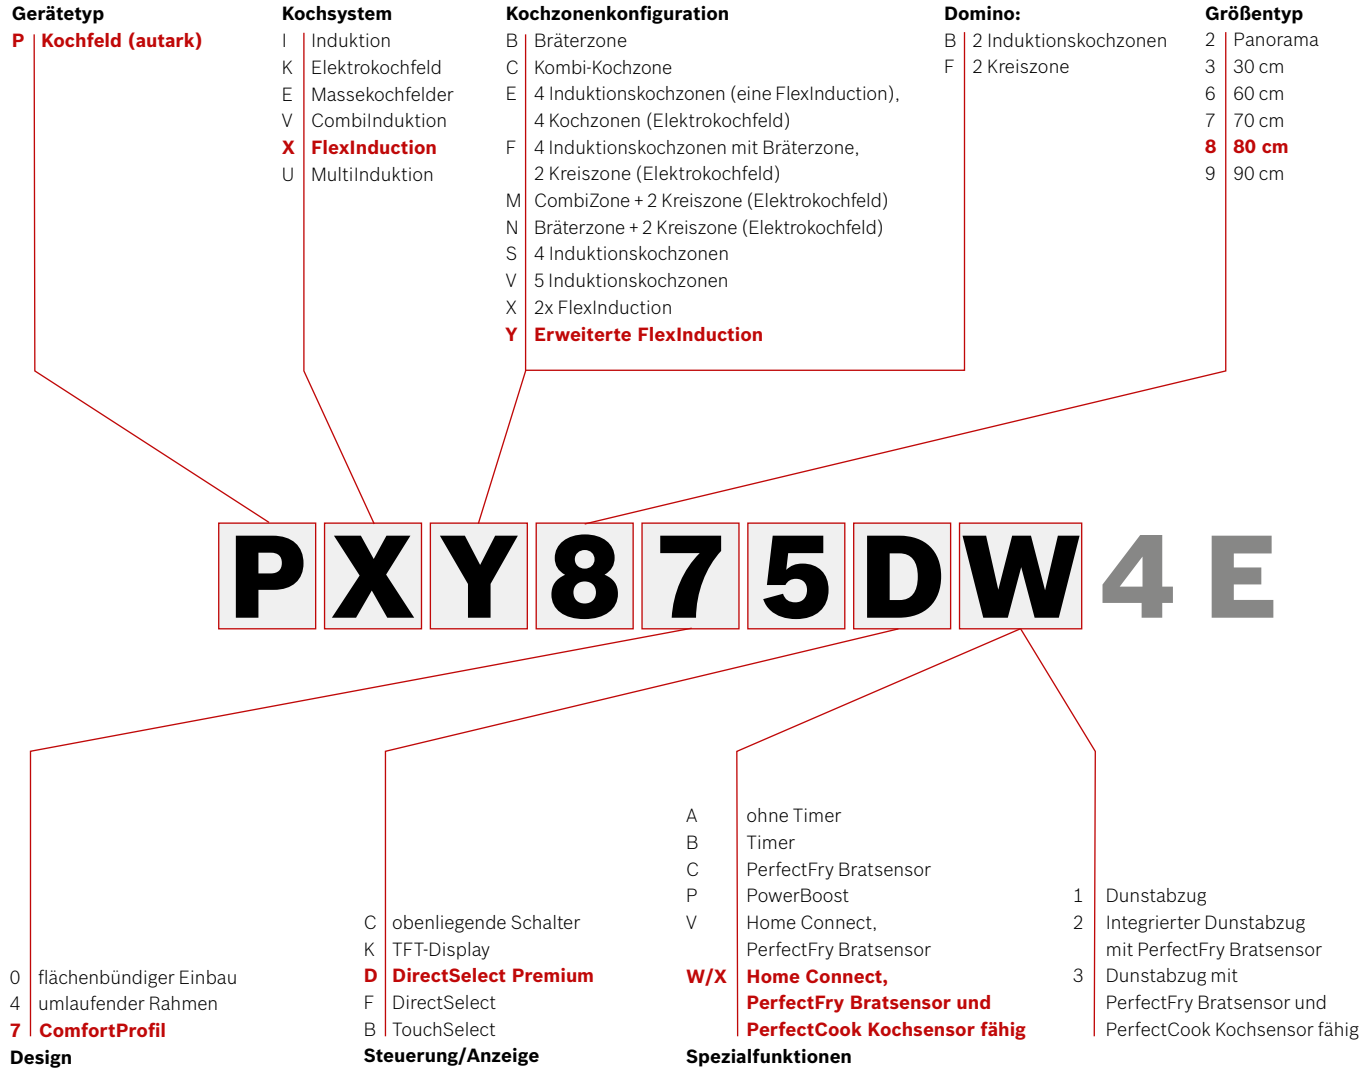 Gerätetyp
P Kochfeld (autark)
Kochsystem
I Induktion
K Elektrokochfeld
E Massekochfelder
V CombiInduktion
X FlexInduction
U MultiInduktion
Kochzonenkonfiguration
B Bräterzone
C Kombi-Kochzone
E 4 Induktionskochzonen (eine FlexInduction),
4 Kochzonen (Elektrokochfeld)
F 4 Induktionskochzonen mit Bräterzone,
2 Kreiszone (Elektrokochfeld)
M CombiZone + 2 Kreiszone (Elektrokochfeld)
N Bräterzone + 2 Kreiszone (Elektrokochfeld)
S 4 Induktionskochzonen
V 5 Induktionskochzonen
X 2x FlexInduction
Y Erweiterte FlexInduction
Domino:
B 2 Induktionskochzonen
F 2 Kreiszone
Größentyp
2 Panorama
3 30 cm
6 60 cm
7 70 cm
8 80 cm
9 90 cm
PXY875DW4E
0 flächenbündiger Einbau
4 umlaufender Rahmen
7 ComfortProfil
Design
C obenliegende Schalter
K TFT-Display
D DirectSelect Premium
F DirectSelect
B TouchSelect
Steuerung/Anzeige
A ohne Timer
B Timer
C PerfectFry Bratsensor
P PowerBoost
V Home Connect,
PerfectFry Bratsensor
W/X Home Connect,
PerfectFry Bratsensor und
PerfectCook Kochsensor fähig
Spezialfunktionen
1 Dunstabzug
2 Integrierter Dunstabzug
mit PerfectFry Bratsensor
3 Dunstabzug mit
PerfectFry Bratsensor und
PerfectCook Kochsensor fähig